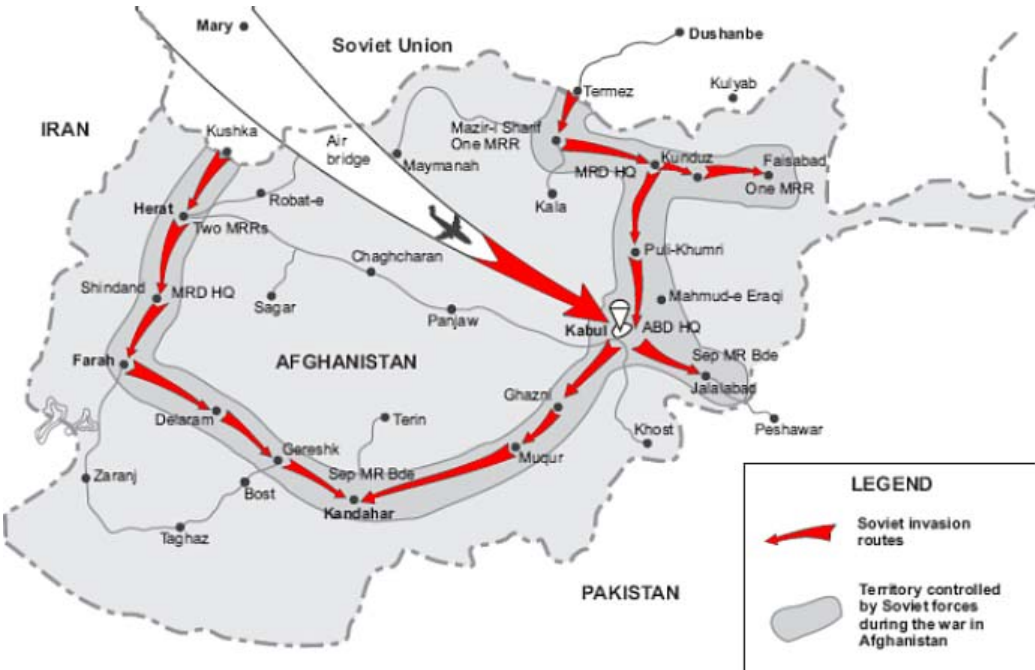 Mary
Soviet Union
Dushanbe
Kulyab
Termez
IRAN
Kushka
Air
bridge
Mazir-i Sharif
One MRR
Maymanah
MRD HQ
Kunduz
Faisabad
One MRR
Herat
Robat-e
Two MRRs
Kala
Puli-Khumri
Chaghcharan
Shindand
MRD HQ
Sagar
Panjaw
Mahmud-e Eraqi
Kabul
ABD HQ
Farah
AFGHANISTAN
Sep MR Bde
Jalalabad
Ghazni
Delaram
Terin
Khost
Peshawar
Gereshk
Muqur
Zaranj
Bost
Sep MR Bde
Kandahar
Taghaz
PAKISTAN
LEGEND
Soviet invasion
routes
Territory controlled
by Soviet forces
during the war in
Afghanistan